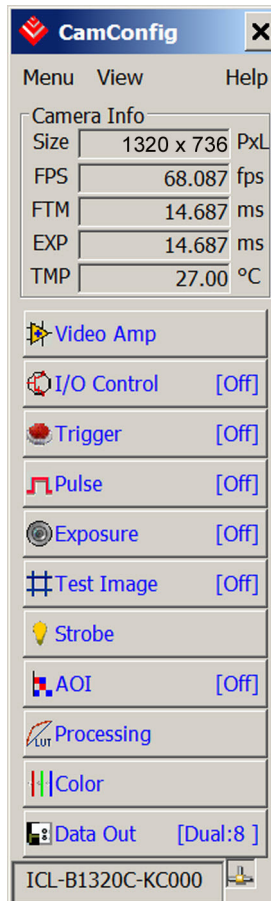 CamConfig
Menu View Help
Camera Info
Size 1320 x 736 PxL
FPS 68.087 fps
FTM 14.687 ms
EXP 14.687 ms
TMP 27.00 °C
Video Amp
I/O Control [Off]
Trigger [Off]
Pulse [Off]
Exposure [Off]
Test Image [Off]
Strobe
AOI [Off]
LUT Processing
Color
Data Out [Dual:8 ]
ICL-B1320C-KC000